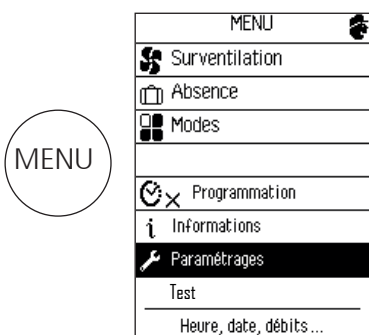 MENU
MENU
Surventilation
Absence
Modes
Programmation
Informations
Paramétrages
Test
Heure, date, débits...